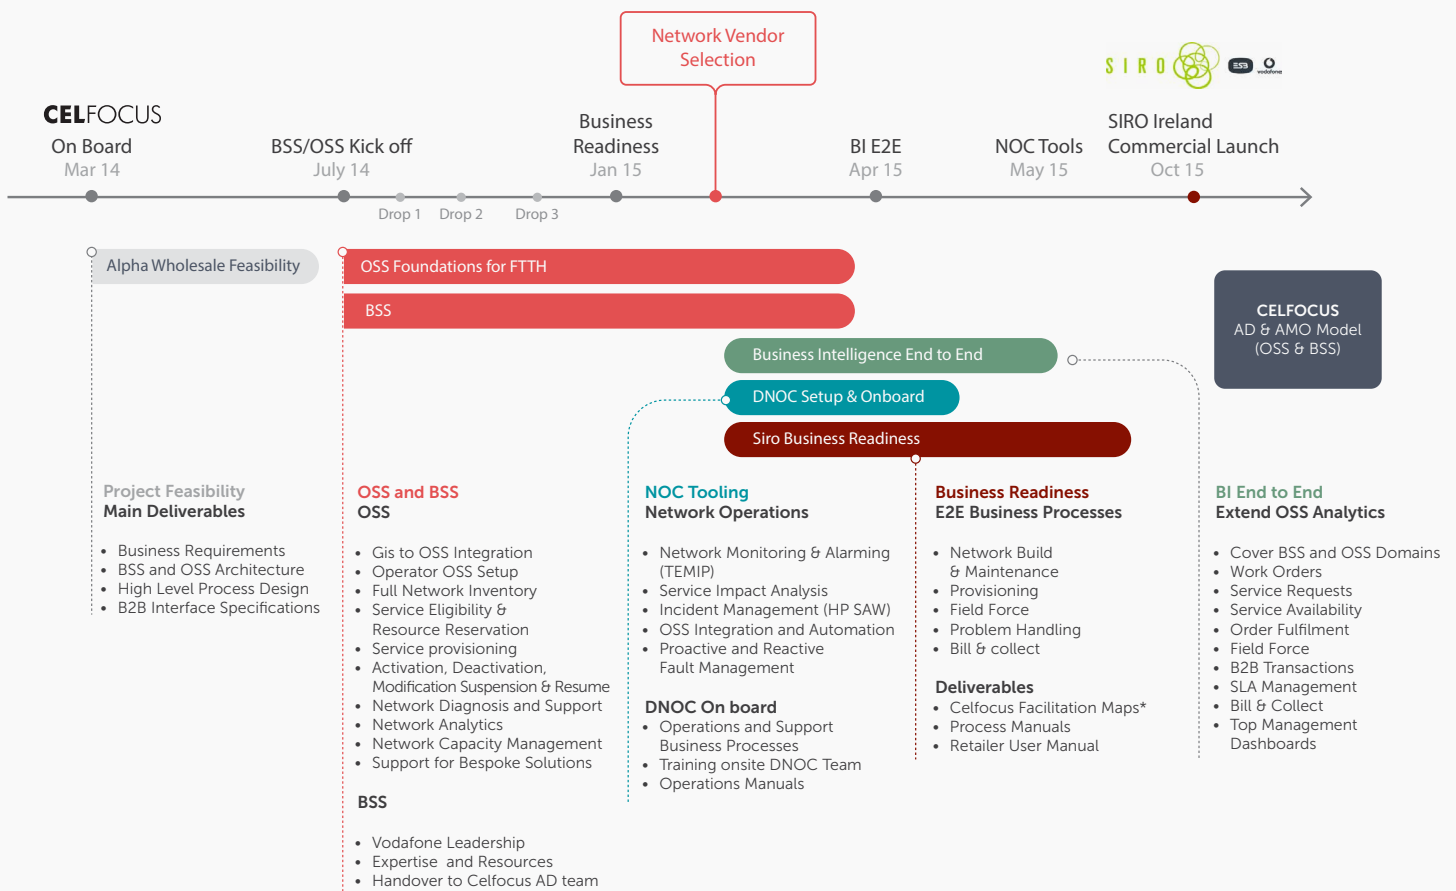 Network Vendor
Selection
SIRO
ESB
vodafone
CELFOCUS
On Board
Mar 14
BSS/OSS Kick off
July 14
Business
Readiness
Jan 15
BI E2E
Apr 15
NOC Tools
May 15
SIRO Ireland
Commercial Launch
Oct 15
Drop 1
Drop 2
Drop 3
Alpha Wholesale Feasibility
OSS Foundations for FTTH
BSS
Business Intelligence End to End
DNOC Setup & Onboard
Siro Business Readiness
CELFOCUS
AD & AMO Model
(OSS & BSS)
Project Feasibility
Main Deliverables
• Business Requirements
• BSS and OSS Architecture
• High Level Process Design
• B2B Interface Specifications
OSS and BSS
OSS
• Gis to OSS Integration
• Operator OSS Setup
• Full Network Inventory
• Service Eligibility &
Resource Reservation
• Service provisioning
• Activation, Deactivation,
Modification Suspension & Resume
• Network Diagnosis and Support
• Network Analytics
• Network Capacity Management
• Support for Bespoke Solutions
BSS
• Vodafone Leadership
• Expertise and Resources
• Handover to Celfocus AD team
NOC Tooling
Network Operations
• Network Monitoring & Alarming
(TEMIP)
• Service Impact Analysis
• Incident Management (HP SAW)
• OSS Integration and Automation
• Proactive and Reactive
Fault Management
DNOC On board
• Operations and Support
Business Processes
• Training onsite DNOC Team
• Operations Manuals
Business Readiness
E2E Business Processes
• Network Build
& Maintenance
• Provisioning
• Field Force
• Problem Handling
• Bill & collect
Deliverables
• Celfocus Facilitation Maps*
• Process Manuals
• Retailer User Manual
BI End to End
Extend OSS Analytics
• Cover BSS and OSS Domains
• Work Orders
• Service Requests
• Service Availability
• Order Fulfilment
• Field Force
• B2B Transactions
• SLA Management
• Bill & Collect
• Top Management
Dashboards